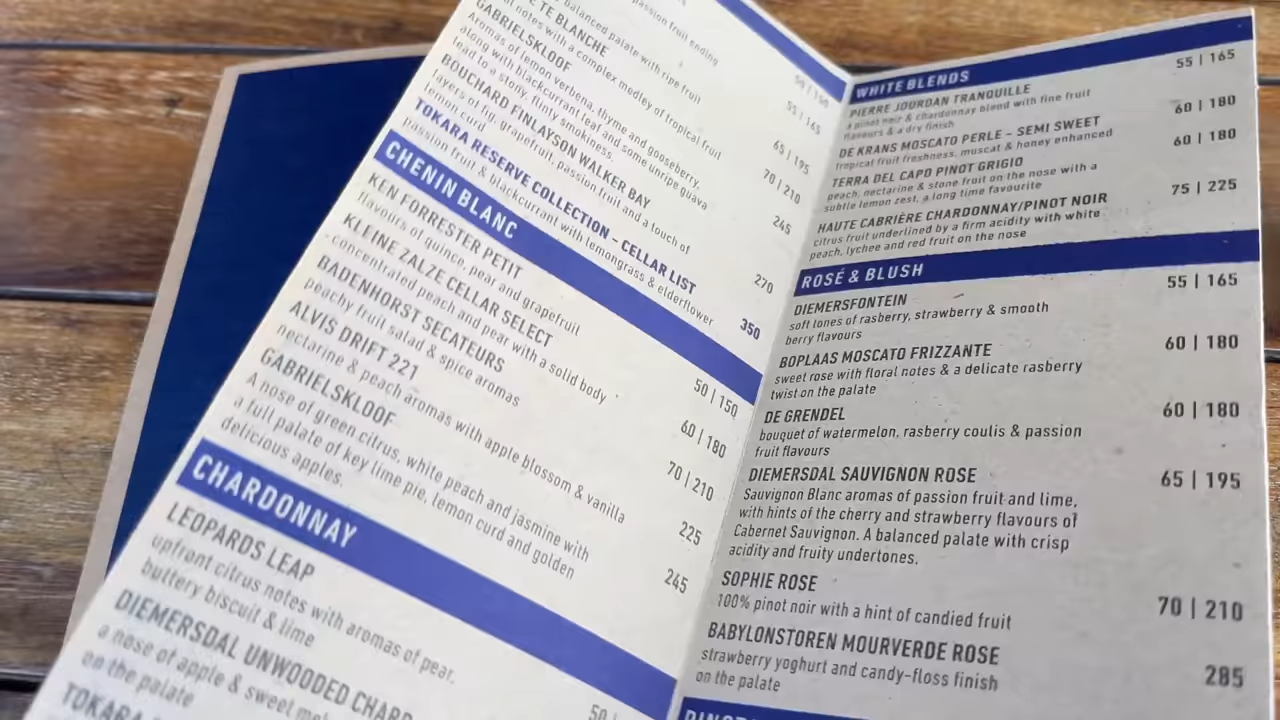 balanced palate with ripe fruit
passion fruit ending
50 | 150
TE BLANCHE
notes with a complex medley of tropical fruit
55 | 165
GABRIELSKLOOF
Aromas of lemon verbena, thyme and gooseberry,
along with blackcurrant leaf and some unripe guava
lead to a stony, flinty smokiness.
65 | 195
70 | 210
BOUCHARD FINLAYSON WALKER BAY
layers of fig, grapefruit, passion fruit and a touch of
lemon curd
245
TOKARA RESERVE COLLECTION - CELLAR LIST
passion fruit & blackcurrant with lemongrass & elderflower
270
350
CHENIN BLANC
KEN FORRESTER PETIT
flavours of quince, pear and grapefruit
50 | 150
KLEINE ZALZE CELLAR SELECT
concentrated peach and pear with a solid body
60 | 180
BADENHORST SECATEURS
peachy fruit salad & spice aromas
70 | 210
ALVIS DRIFT 221
nectarine & peach aromas with apple blossom & vanilla
225
GABRIELSKLOOF
A nose of green citrus, white peach and jasmine with
a full palate of key lime pie, lemon curd and golden
delicious apples.
245
CHARDONNAY
LEOPARDS LEAP
upfront citrus notes with aromas of pear,
buttery biscuit & lime
50 |
DIEMERSDAL UNWOODED CHARD
a nose of apple & sweet
on the palate
TOKARA
WHITE BLENDS
PIERRE JOURDAN TRANQUILLE 55 | 165
a pinot noir & chardonnay blend with fine fruit
flavours & a dry finish
DE KRANS MOSCATO PERLE - SEMI SWEET 60 | 180
tropical fruit freshness, muscat & honey enhanced
TERRA DEL CAPO PINOT GRIGIO 60 | 180
peach, nectarine & stone fruit on the nose with a
subtle lemon zest, a long time favourite
HAUTE CABRIÈRE CHARDONNAY/PINOT NOIR 75 | 225
citrus fruit underlined by a firm acidity with white
peach, lychee and red fruit on the nose
ROSÉ & BLUSH
DIEMERSFONTEIN 55 | 165
soft tones of rasberry, strawberry & smooth
berry flavours
BOPLAAS MOSCATO FRIZZANTE 60 | 180
sweet rose with floral notes & a delicate rasberry
twist on the palate
DE GRENDEL 60 | 180
bouquet of watermelon, rasberry coulis & passion
fruit flavours
DIEMERSDAL SAUVIGNON ROSE 65 | 195
Sauvignon Blanc aromas of passion fruit and lime,
with hints of the cherry and strawberry flavours of
Cabernet Sauvignon. A balanced palate with crisp
acidity and fruity undertones.
SOPHIE ROSE 70 | 210
100% pinot noir with a hint of candied fruit
BABYLONSTOREN MOURVERDE ROSE 285
strawberry yoghurt and candy-floss finish
on the palate